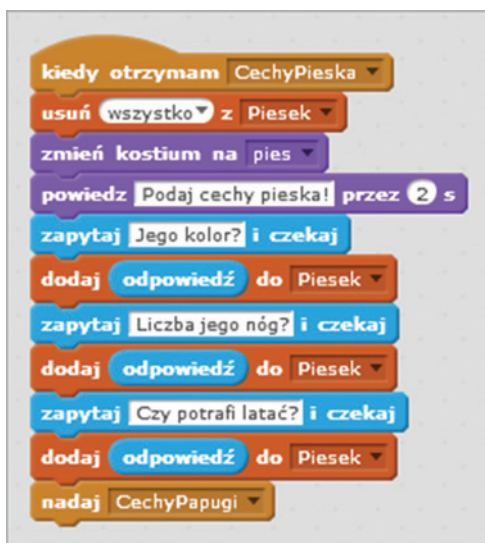 kiedy otrzymam CechyPieska
usuń wszystko z Piesek
zmień kostium na pies
powiedz Podaj cechy pieska! przez 2 s
zapytaj Jego kolor? i czekaj
dodaj odpowiedź do Piesek
zapytaj Liczba jego nóg? i czekaj
dodaj odpowiedź do Piesek
zapytaj Czy potrafi latać? i czekaj
dodaj odpowiedź do Piesek
nadaj CechyPapugi